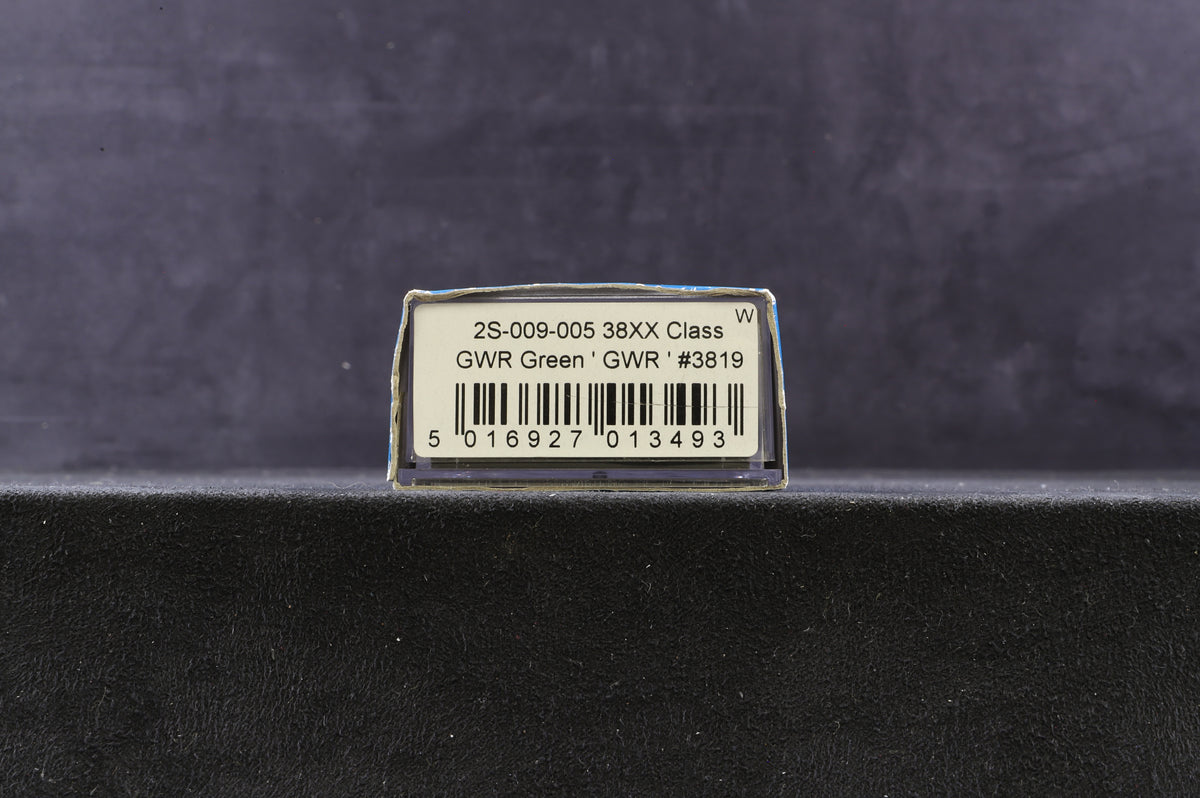 W
2S-009-005 38XX Class
GWR Green ' GWR ' #3819
5 016927 013493